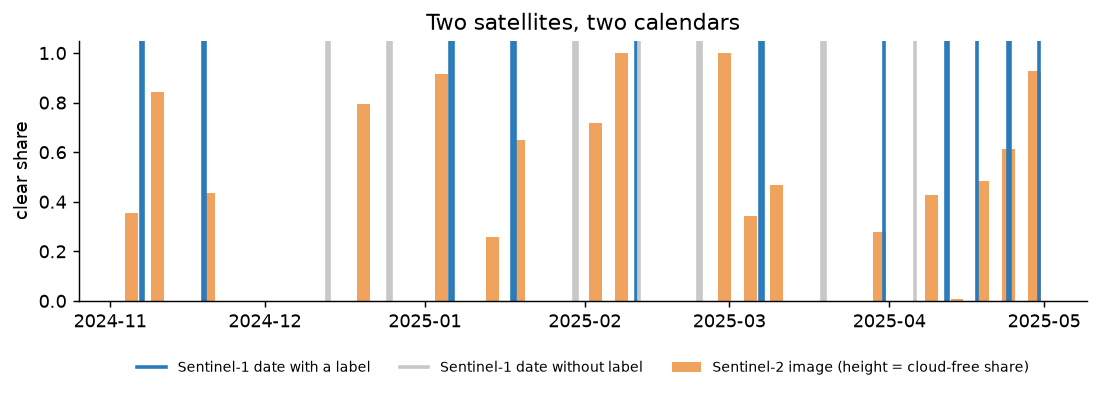 Two satellites, two calendars
clear share
1.0
0.8
0.6
0.4
0.2
0.0
2024-11 2024-12 2025-01 2025-02 2025-03 2025-04 2025-05
Sentinel-1 date with a label Sentinel-1 date without label Sentinel-2 image (height = cloud-free share)